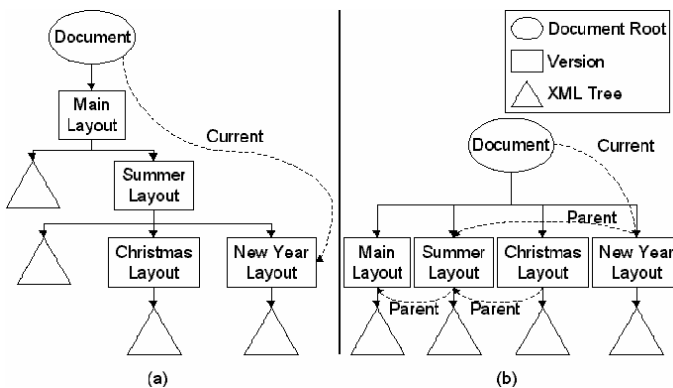 Document
Main
Layout
Current
Summer
Layout
Christmas
Layout
New Year
Layout
(a)
Document Root
Version
XML Tree
Document
Current
Parent
Main
Layout
Summer
Layout
Christmas
Layout
New Year
Layout
Parent
Parent
(b)